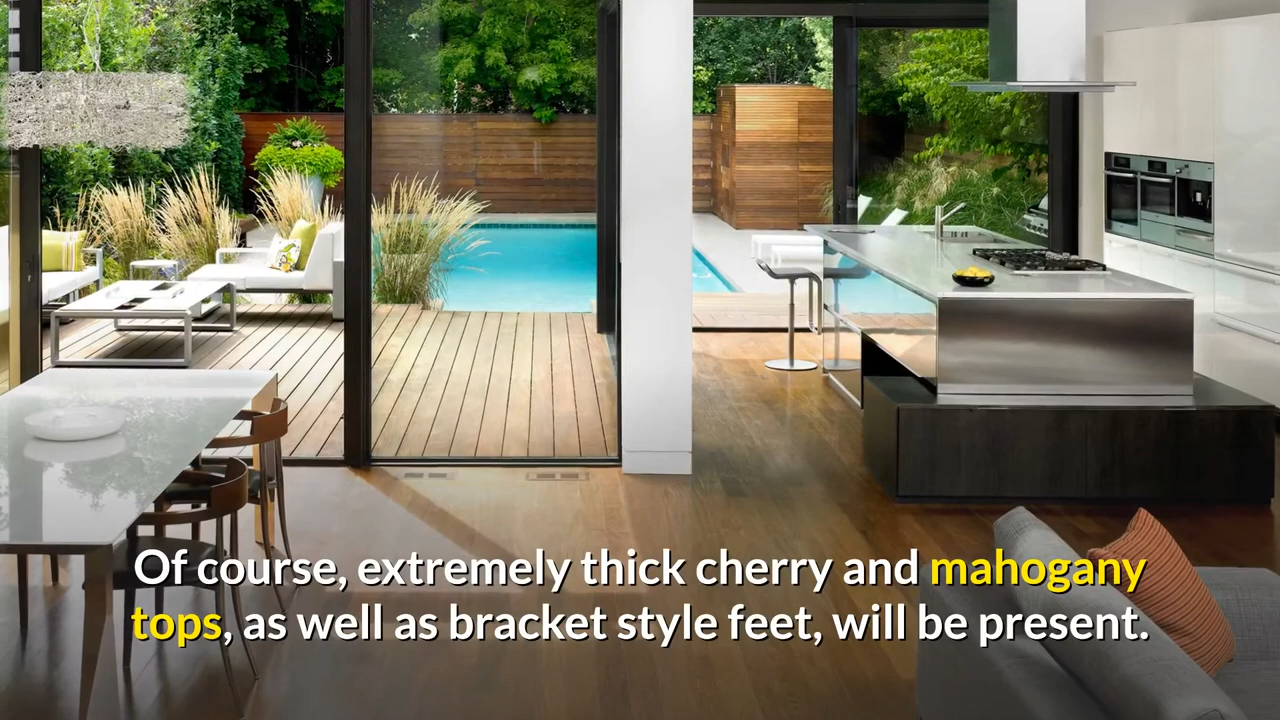 Of course, extremely thick cherry and mahogany
tops, as well as bracket style feet, will be present.